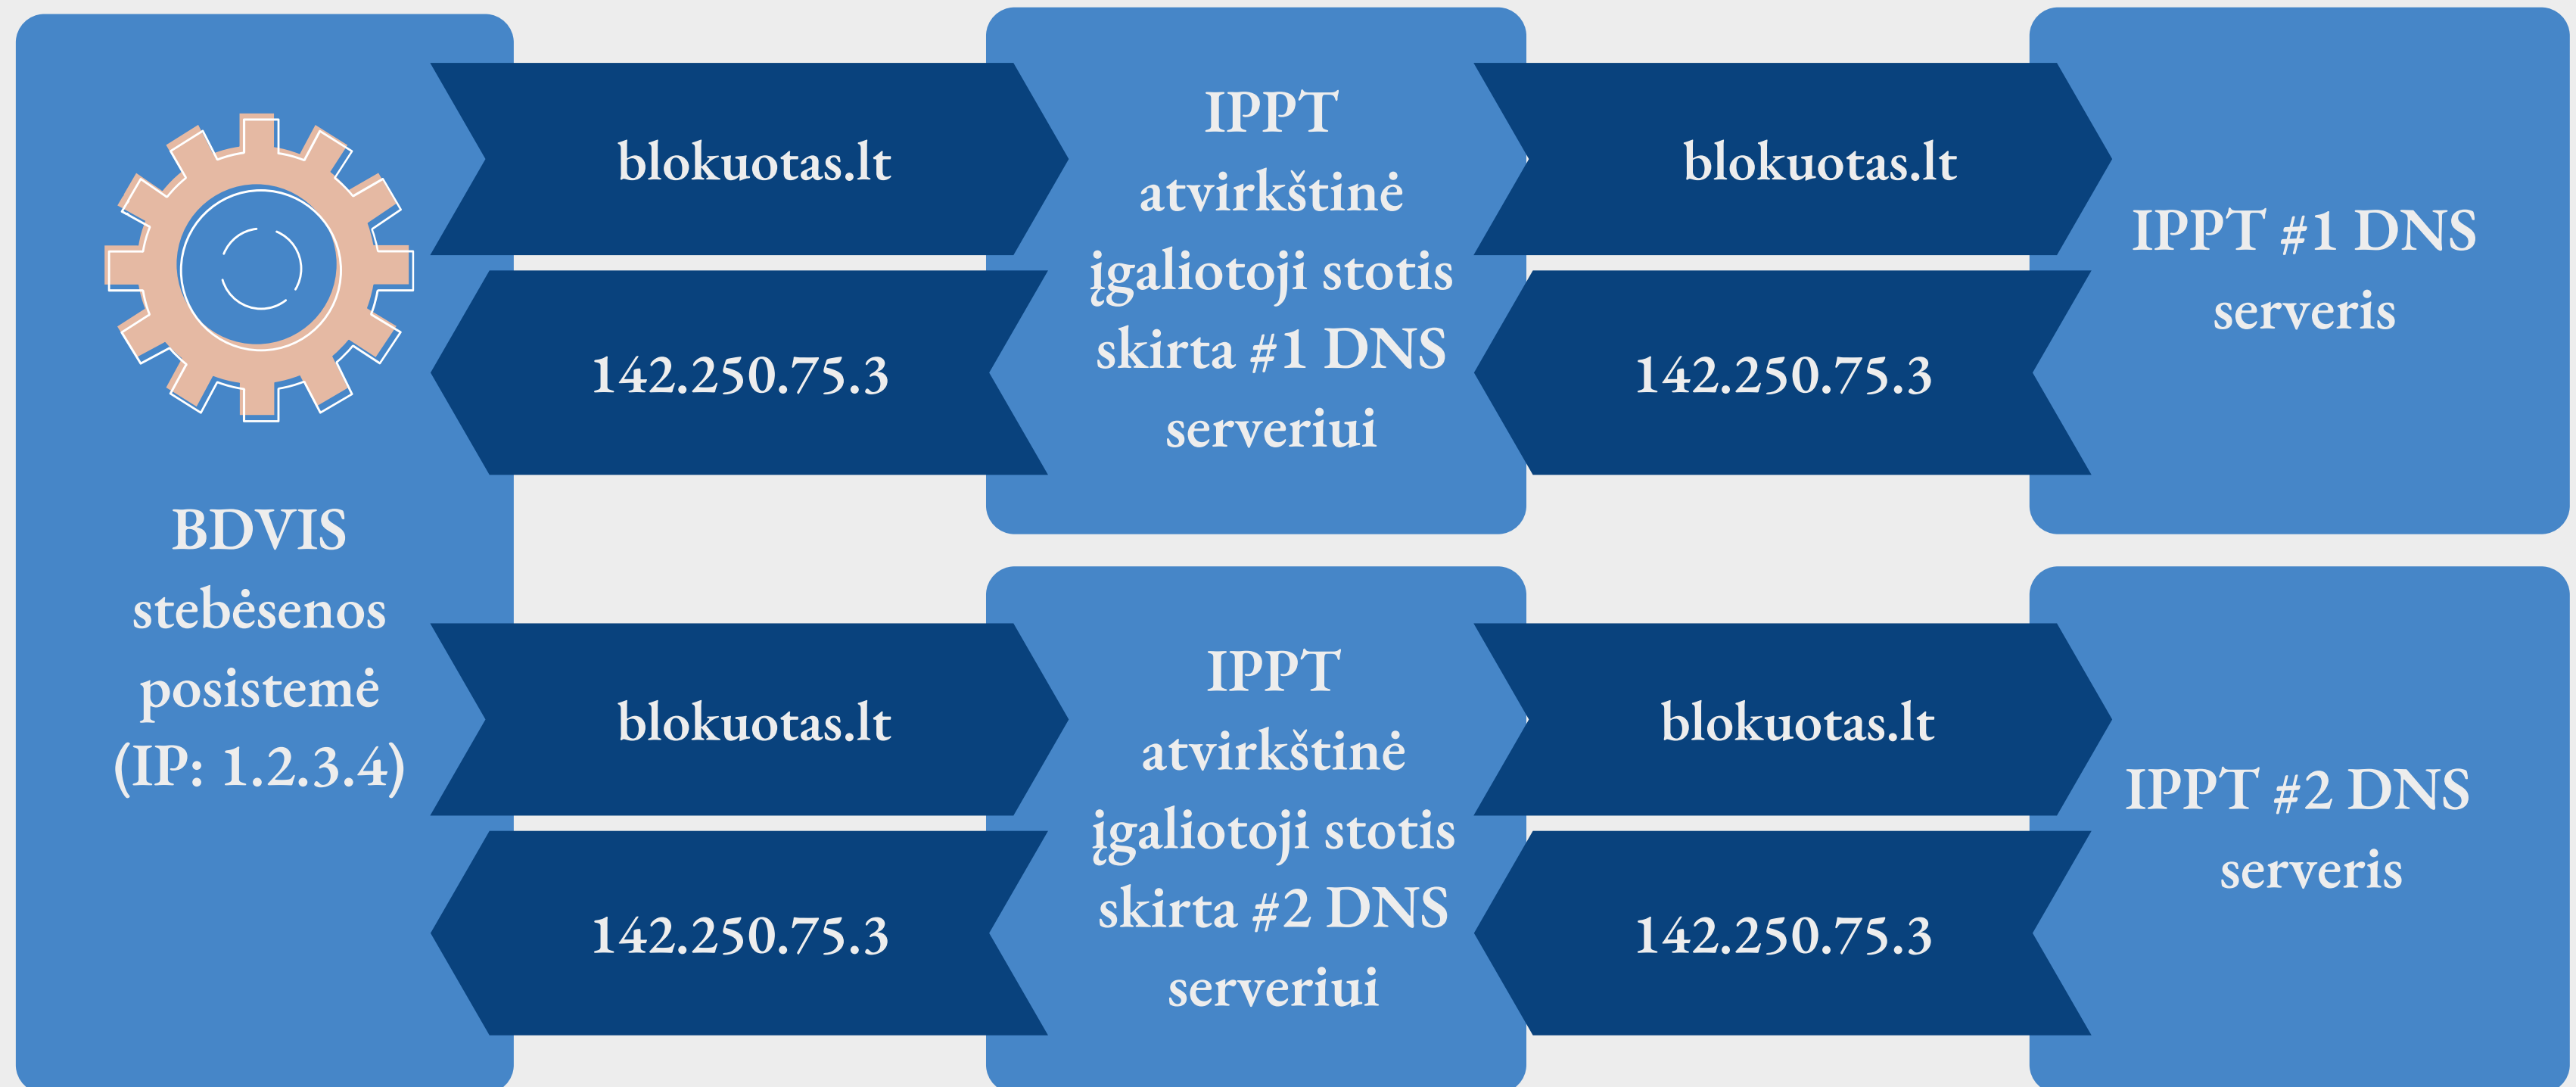 BDVIS
stebėsenos
posistemė
(IP: 1.2.3.4)
blokuotas.lt
142.250.75.3
IPPT
atvirkštinė
įgaliotoji stotis
skirta #1 DNS
serveriui
blokuotas.lt
142.250.75.3
IPPT #1 DNS
serveris
blokuotas.lt
142.250.75.3
IPPT
atvirkštinė
įgaliotoji stotis
skirta #2 DNS
serveriui
blokuotas.lt
142.250.75.3
IPPT #2 DNS
serveris